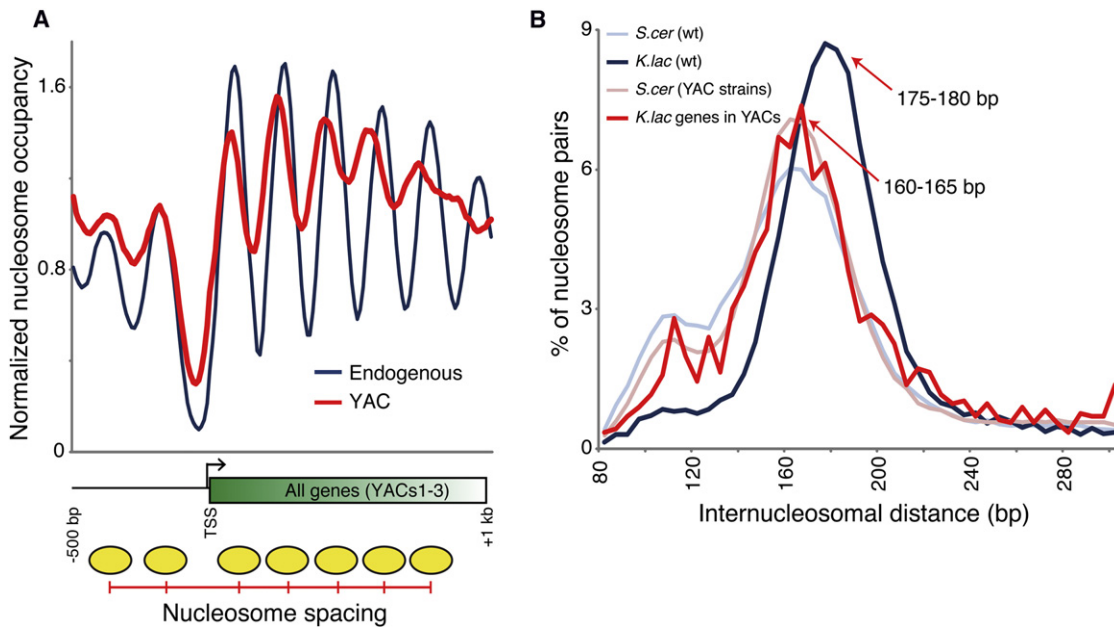 A
Normalized nucleosome occupancy
1.6
0.8
0
Endogenous
YAC
All genes (YACs1-3)
-500 bp
TSS
+1 kb
Nucleosome spacing
B
% of nucleosome pairs
9
6
3
0
S.cer (wt)
K.lac (wt)
S.cer (YAC strains)
K.lac genes in YACs
175-180 bp
160-165 bp
80
120
160
200
240
280
Internucleosomal distance (bp)